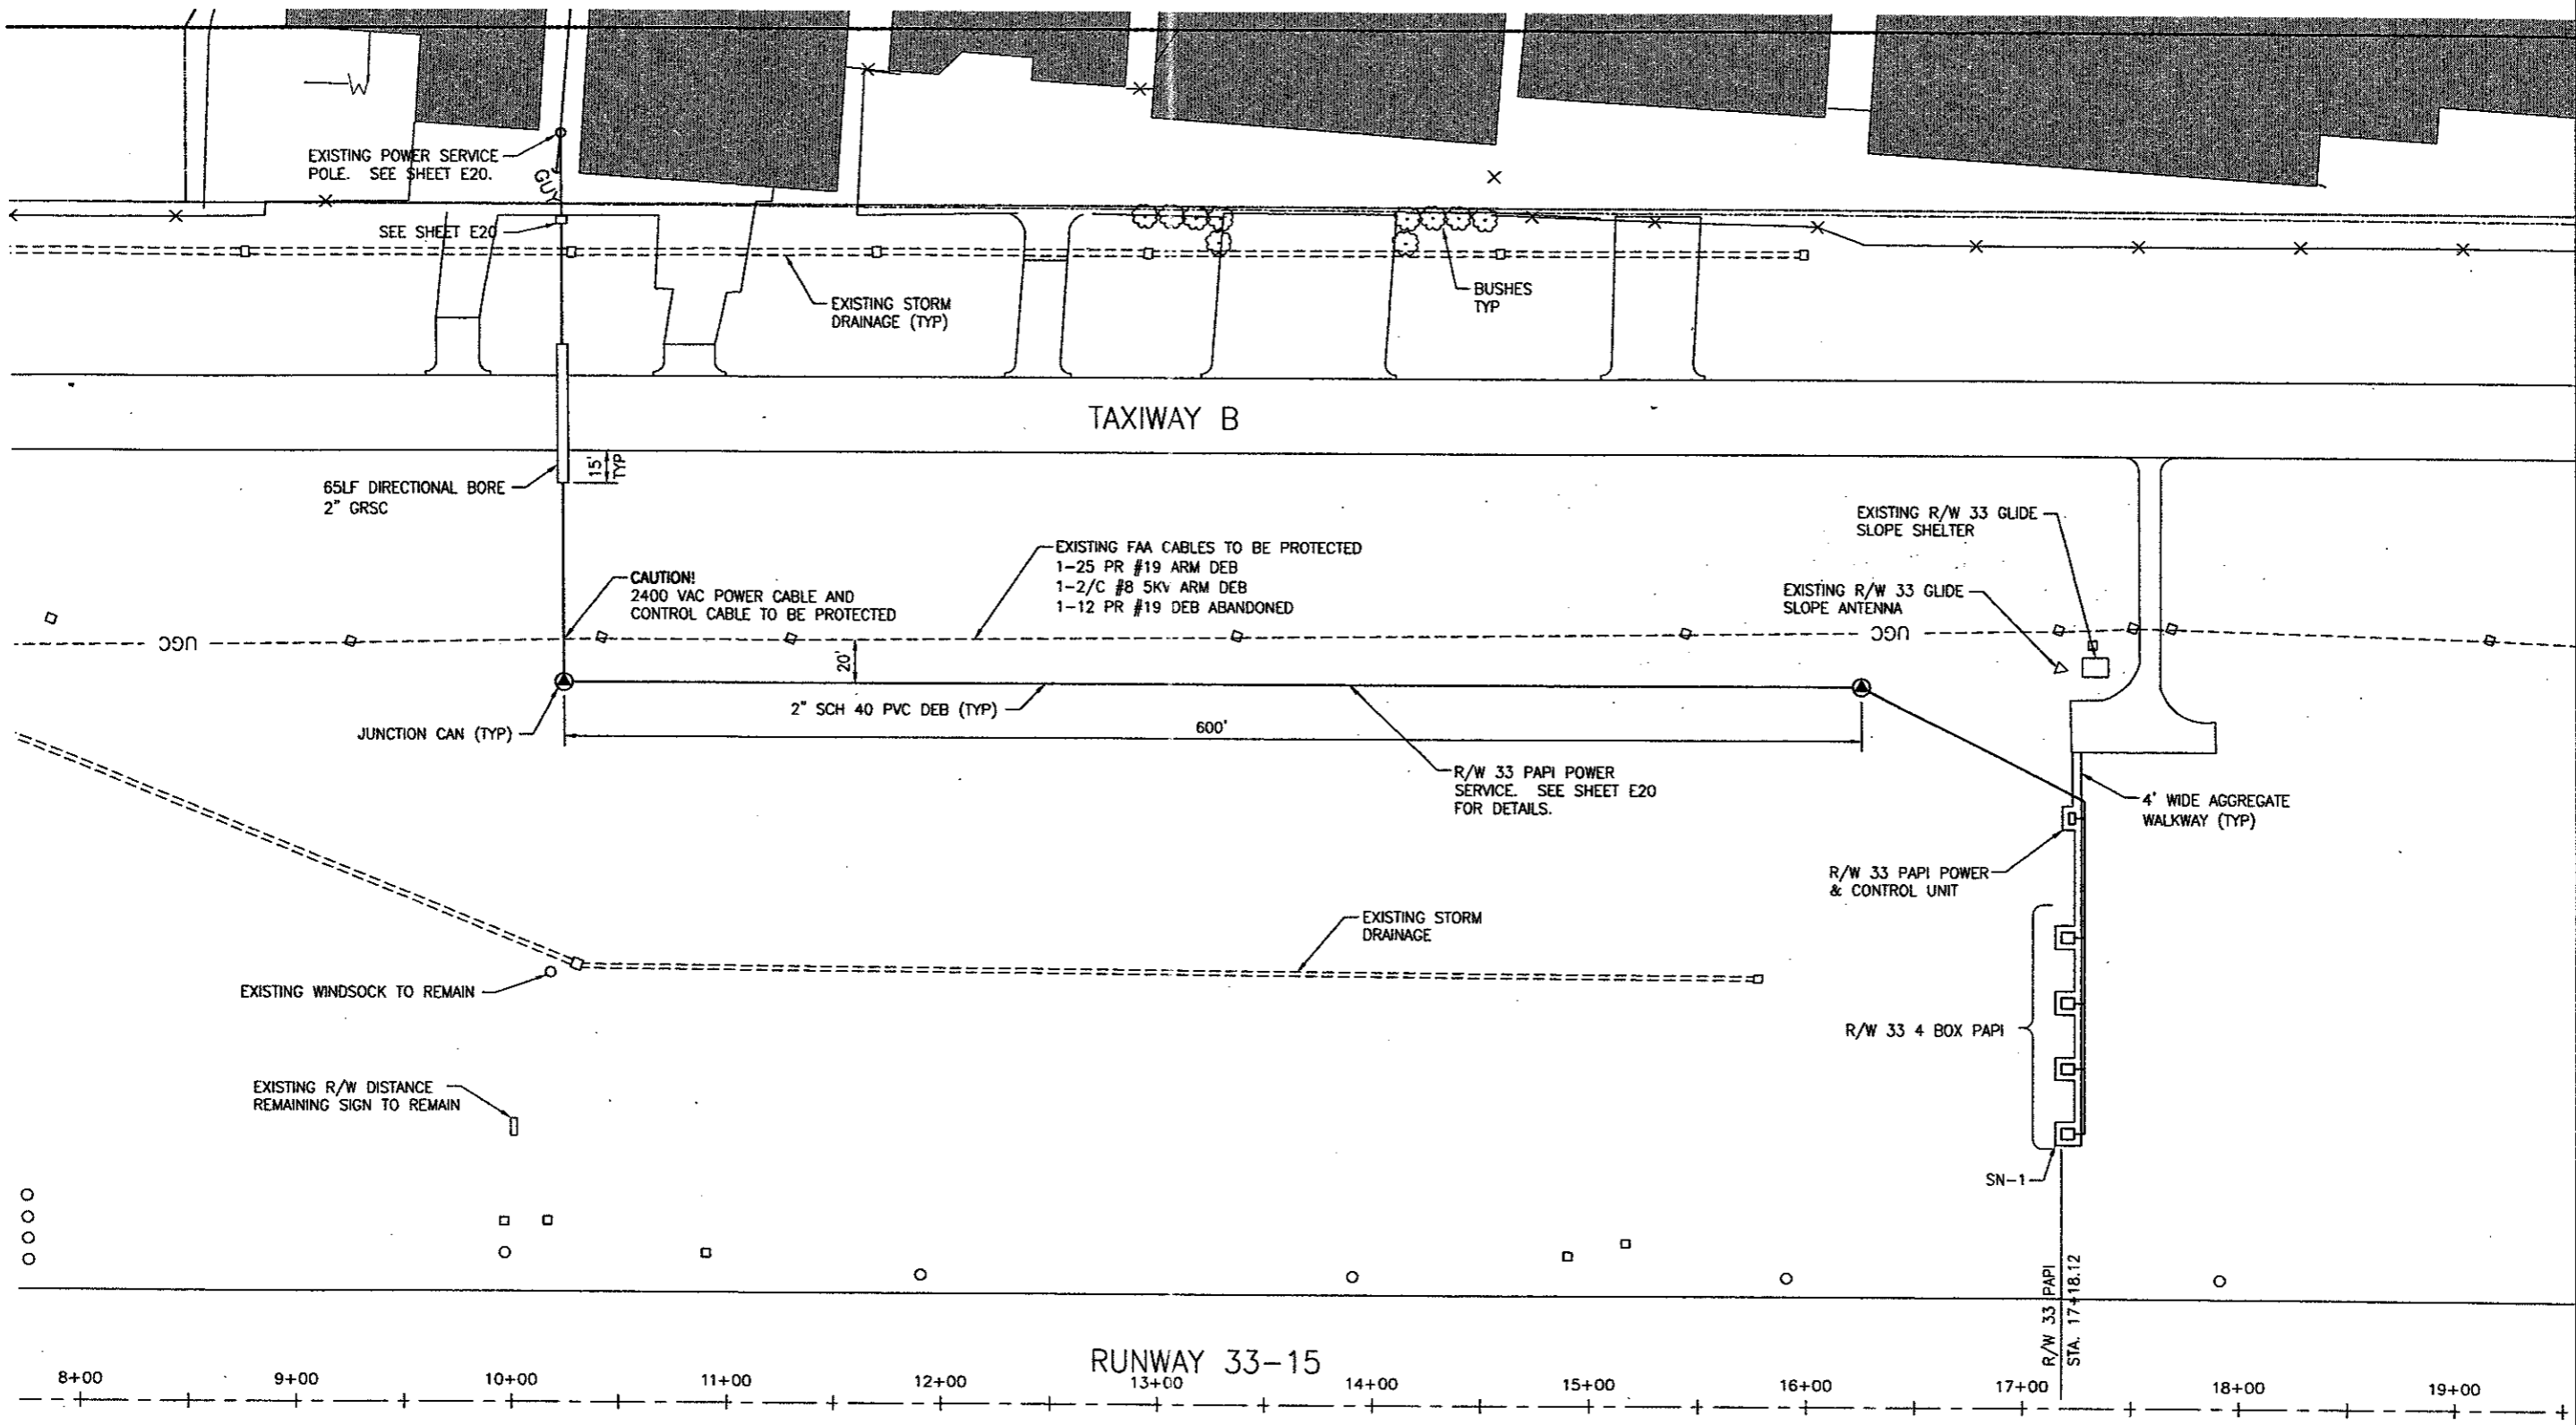 W
EXISTING POWER SERVICE
POLE. SEE SHEET E20.
GUY
SEE SHEET E20
EXISTING STORM
DRAINAGE (TYP)
BUSHES
TYP
TAXIWAY B
15'
TYP
65LF DIRECTIONAL BORE
2" GRSC
EXISTING R/W 33 GLIDE
SLOPE SHELTER
EXISTING FAA CABLES TO BE PROTECTED
1-25 PR #19 ARM DEB
1-2/C #8 5KV ARM DEB
1-12 PR #19 DEB ABANDONED
CAUTION!
2400 VAC POWER CABLE AND
CONTROL CABLE TO BE PROTECTED
EXISTING R/W 33 GLIDE
SLOPE ANTENNA
UGC
UGC
20'
2" SCH 40 PVC DEB (TYP)
JUNCTION CAN (TYP)
600'
R/W 33 PAPI POWER
SERVICE. SEE SHEET E20
FOR DETAILS.
4' WIDE AGGREGATE
WALKWAY (TYP)
R/W 33 PAPI POWER
& CONTROL UNIT
EXISTING STORM
DRAINAGE
EXISTING WINDSOCK TO REMAIN
R/W 33 4 BOX PAPI
EXISTING R/W DISTANCE
REMAINING SIGN TO REMAIN
SN-1
R/W 33 PAPI
STA. 17+18.12
RUNWAY 33-15
8+00 9+00 10+00 11+00 12+00 13+00 14+00 15+00 16+00 17+00 18+00 19+00